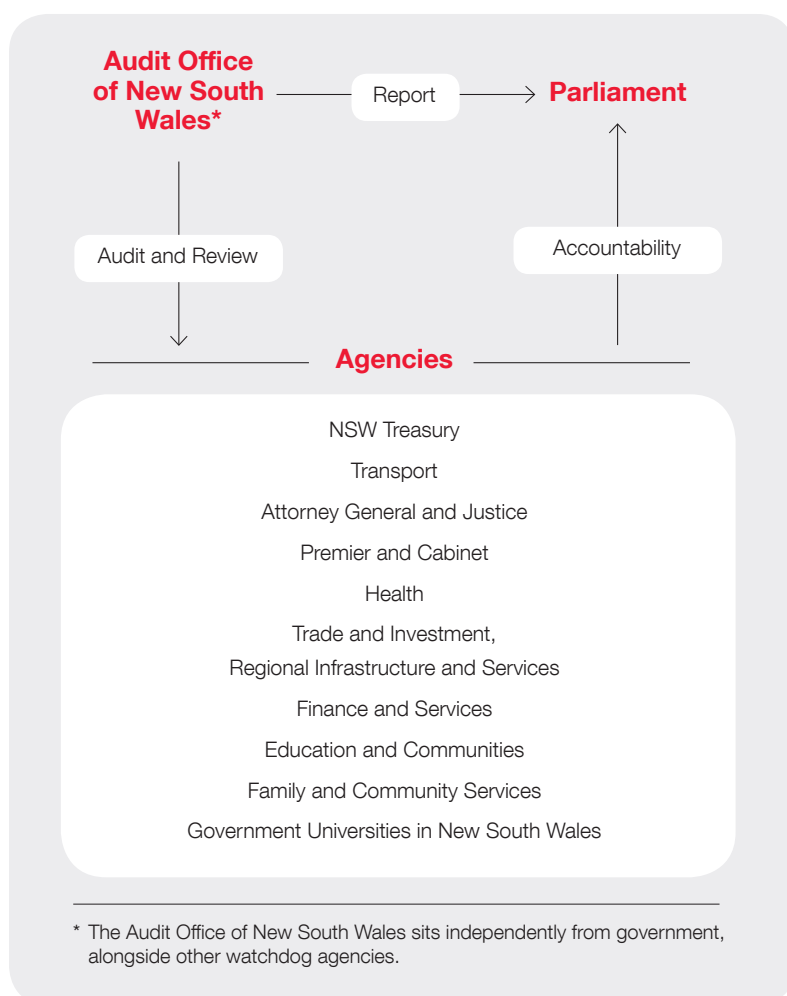 Audit Office
of New South
Wales*
Report
Parliament
Audit and Review
Accountability
Agencies
NSW Treasury
Transport
Attorney General and Justice
Premier and Cabinet
Health
Trade and Investment,
Regional Infrastructure and Services
Finance and Services
Education and Communities
Family and Community Services
Government Universities in New South Wales
* The Audit Office of New South Wales sits independently from government,
alongside other watchdog agencies.